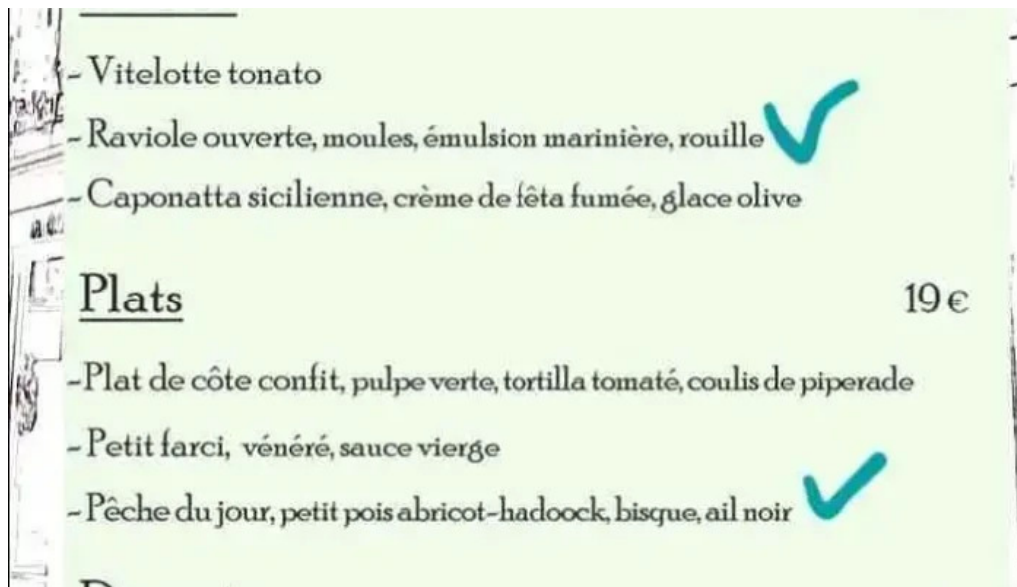 - Vitelotte tonato
- Raviole ouverte, moules, émulsion marinière, rouille
- Caponatta sicilienne, crème de fêta fumée, glace olive
Plats 19 €
-Plat de côte confit, pulpe verte, tortilla tomaté, coulis de piperade
- Petit farci, vénéré, sauce vierge
- Pêche du jour, petit pois abricot-hadoock, bisque, ail noir